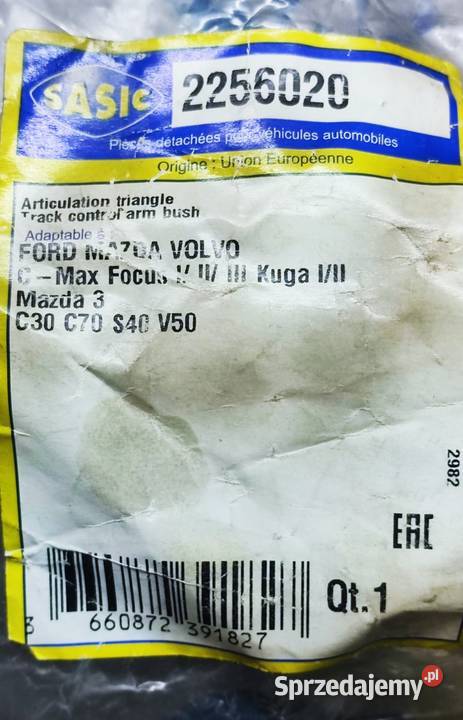 SASIC 2256020
Pièces détachées pour véhicules automobiles
Origine : Union Européenne
Articulation triangle
Track control arm bush
Adaptable à
FORD MAZDA VOLVO
C-Max Focus I/ II/ III Kuga I/II
Mazda 3
C30 C70 S40 V50
2982
EAC
Qt.1
3 660872 391827
Sprzedajemy.pl